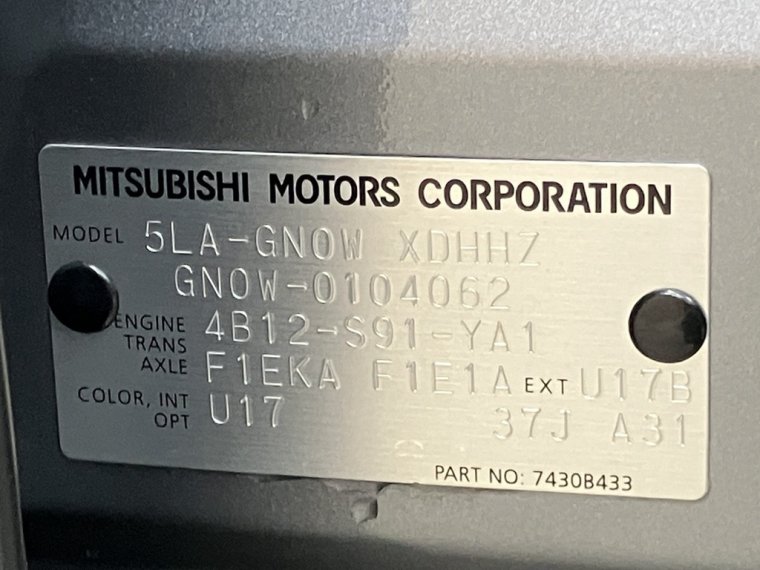 MITSUBISHI MOTORS CORPORATION
MODEL 5LA-GN0W XDHHZ
GN0W-0104062
ENGINE 4B12-S91-YA1
TRANS
AXLE F1EKA F1E1A EXT U17B
COLOR, INT U17 37J A31
OPT
PART NO: 7430B433